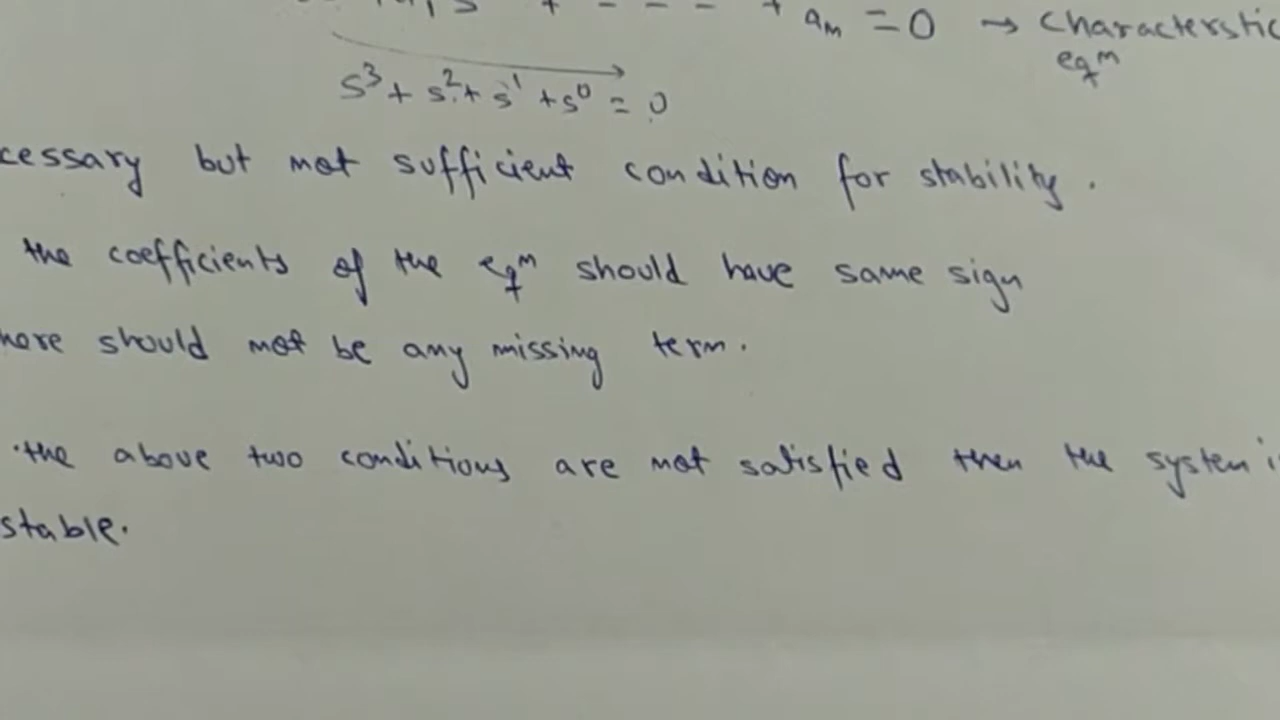 + - - - + aₘ = 0 → characterstic
eqⁿ
s³ + s² + s¹ + s⁰ = 0
cessary but not sufficient condition for stability.
the coefficients of the eqⁿ should have same sign
here should not be any missing term.
the above two conditions are not satisfied then the system i
stable.